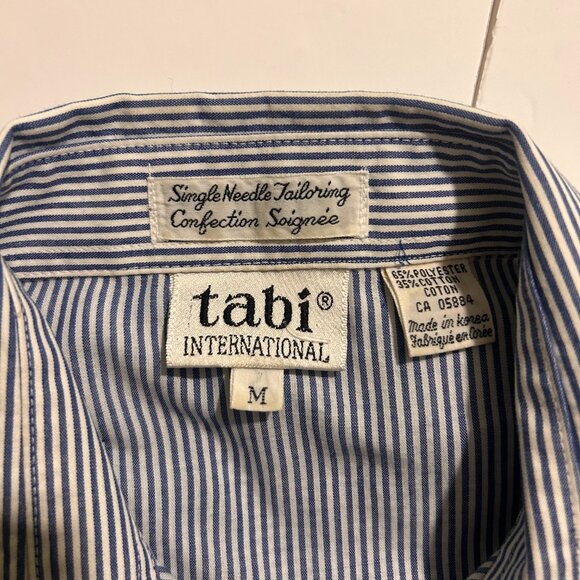 Single Needle Tailoring
Confection Soignée
tabi®
INTERNATIONAL
M
65% POLYESTER
35% COTTON
COTON
CA 05884
Made in korea
Fabriqué en Corée